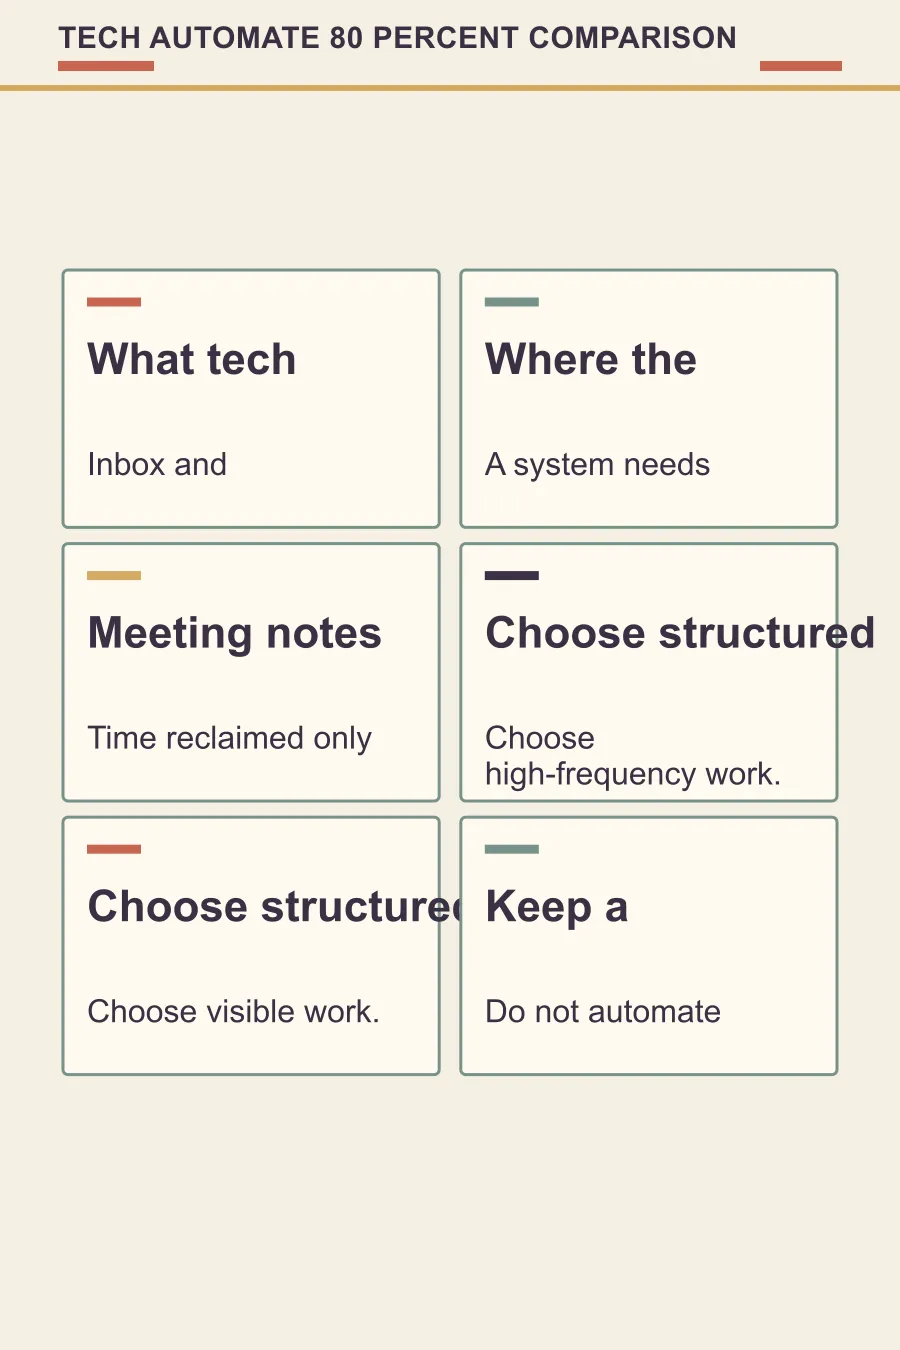 TECH AUTOMATE 80 PERCENT COMPARISON
What tech
Inbox and
Where the
A system needs
Meeting notes
Time reclaimed only
Choose structured
Choose
high-frequency work.
Choose structured
Choose visible work.
Keep a
Do not automate